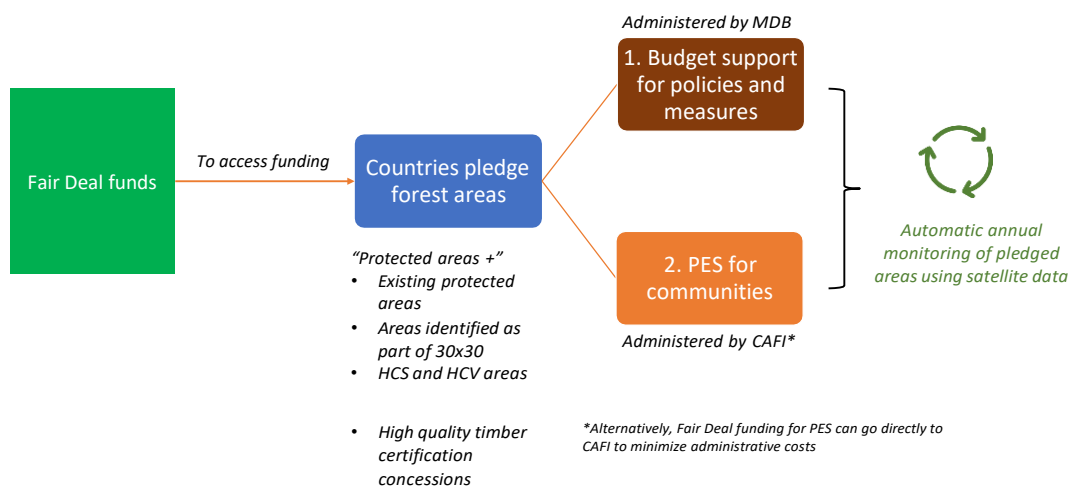 Fair Deal funds
To access funding
Countries pledge
forest areas
“Protected areas +”
• Existing protected
areas
• Areas identified as
part of 30x30
• HCS and HCV areas
• High quality timber
certification
concessions
Administered by MDB
1. Budget support
for policies and
measures
2. PES for
communities
Administered by CAFI*
*Alternatively, Fair Deal funding for PES can go directly to
CAFI to minimize administrative costs
Automatic annual
monitoring of pledged
areas using satellite data